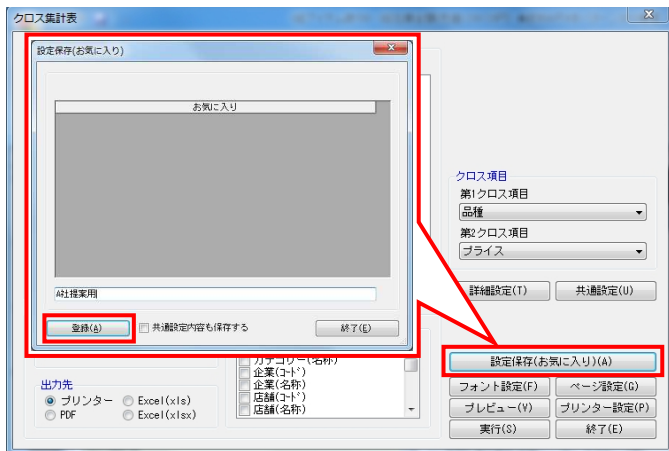 クロス集計表
設定保存(お気に入り)
お気に入り
A社提案用
登録(A)
共通設定内容も保存する
終了(E)
クロス項目
第1クロス項目
品種
第2クロス項目
プライス
詳細設定(T)
共通設定(U)
カテゴリー(名称)
企業(コード)
企業(名称)
店舗(コード)
店舗(名称)
出力先
プリンター
Excel(xls)
PDF
Excel(xlsx)
設定保存(お気に入り)(A)
フォント設定(F)
ページ設定(G)
プレビュー(V)
プリンター設定(P)
実行(S)
終了(E)